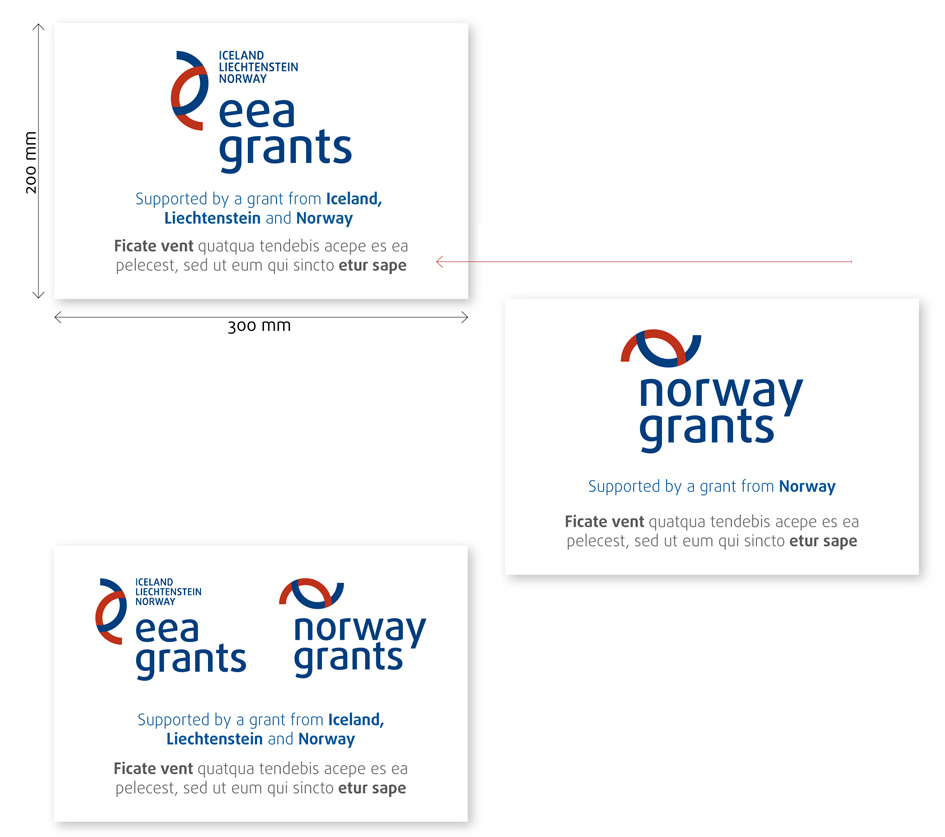 ICELAND
LIECHTENSTEIN
NORWAY
eea
grants
Supported by a grant from Iceland,
Liechtenstein and Norway
Ficate vent quatqua tendebis acepe es ea
pelecest, sed ut eum qui sincto etur sape
200 mm
300 mm
norway
grants
Supported by a grant from Norway
Ficate vent quatqua tendebis acepe es ea
pelecest, sed ut eum qui sincto etur sape
ICELAND
LIECHTENSTEIN
NORWAY
eea
grants
norway
grants
Supported by a grant from Iceland,
Liechtenstein and Norway
Ficate vent quatqua tendebis acepe es ea
pelecest, sed ut eum qui sincto etur sape